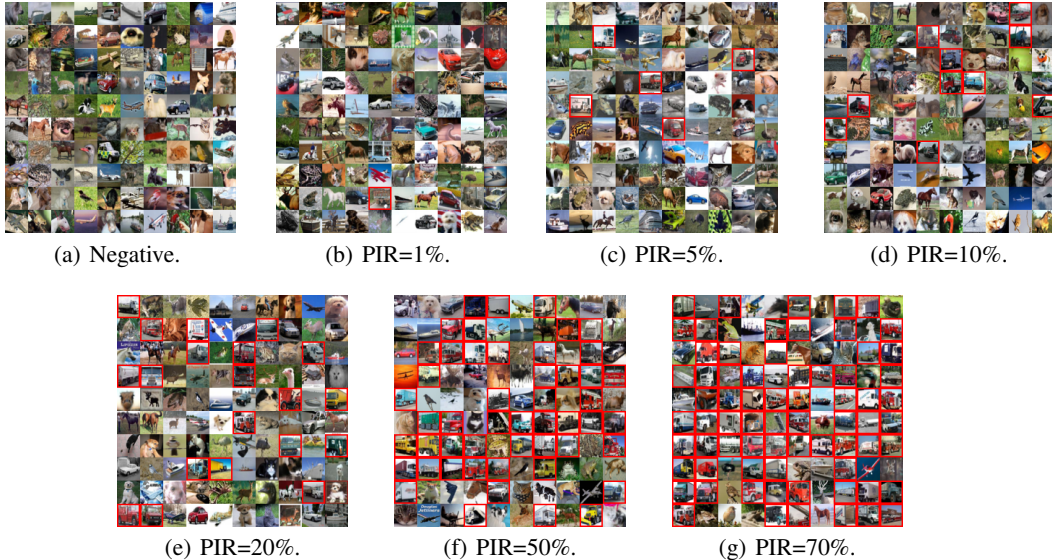 (a) Negative.
(b) PIR=1%.
(c) PIR=5%.
(d) PIR=10%.
(e) PIR=20%.
(f) PIR=50%.
(g) PIR=70%.